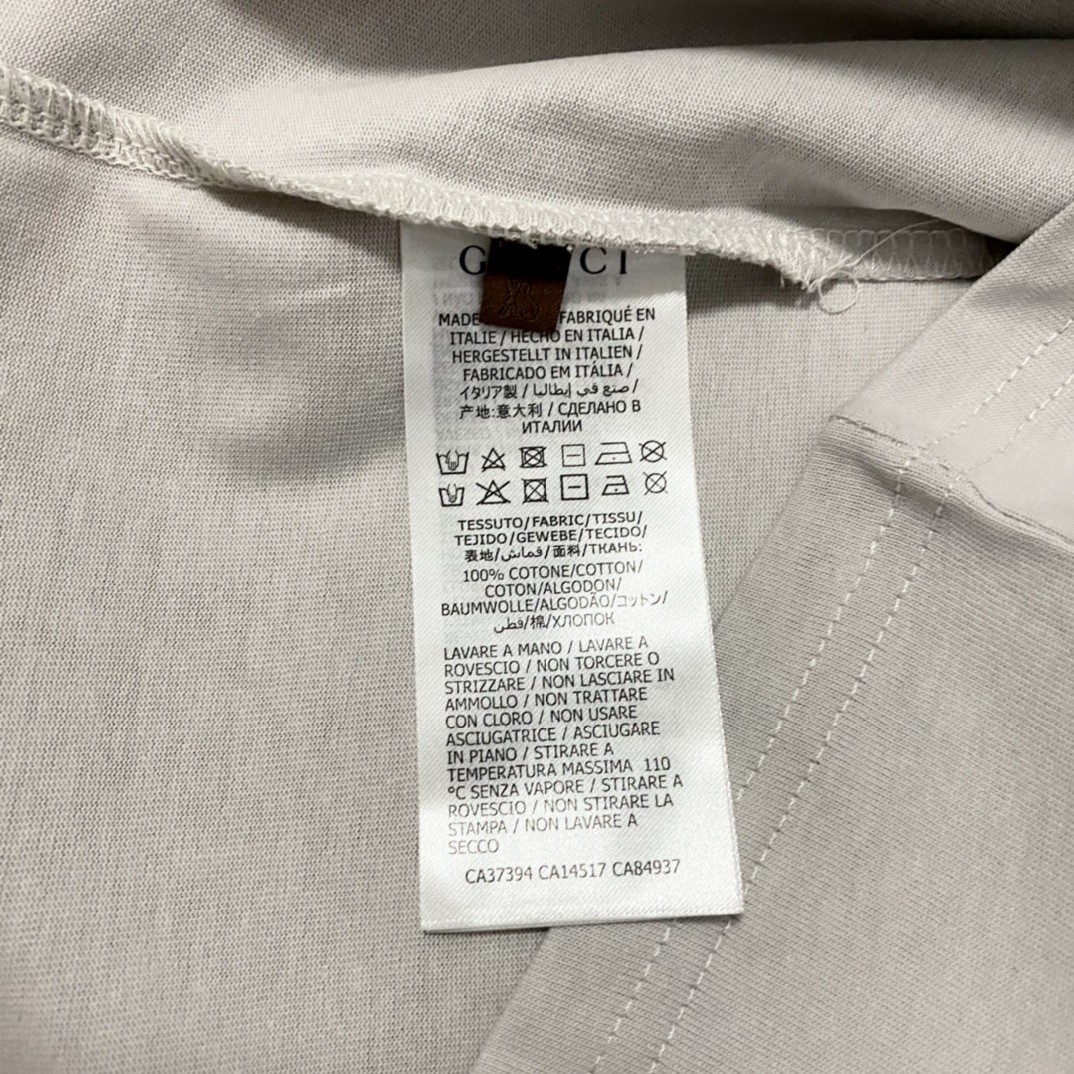 G CI
MADE FABRIQUÉ EN
ITALIE / HECHO EN ITALIA /
HERGESTELLT IN ITALIEN /
FABRICADO EM ITÁLIA /
イタリア製 / صنع في إيطاليا /
产地:意大利 / СДЕЛАНО В
ИТАЛИИ
TESSUTO/FABRIC/TISSU/
TEJIDO/GEWEBE/TECIDO/
表地/قماش/面料/ТКАНЬ:
100% COTONE/COTTON/
COTON/ALGODON/
BAUMWOLLE/ALGODÃO/コットン/
قطن/棉/ХЛОПОК
LAVARE A MANO / LAVARE A
ROVESCIO / NON TORCERE O
STRIZZARE / NON LASCIARE IN
AMMOLLO / NON TRATTARE
CON CLORO / NON USARE
ASCIUGATRICE / ASCIUGARE
IN PIANO / STIRARE A
TEMPERATURA MASSIMA 110
°C SENZA VAPORE / STIRARE A
ROVESCIO / NON STIRARE LA
STAMPA / NON LAVARE A
SECCO
CA37394 CA14517 CA84937